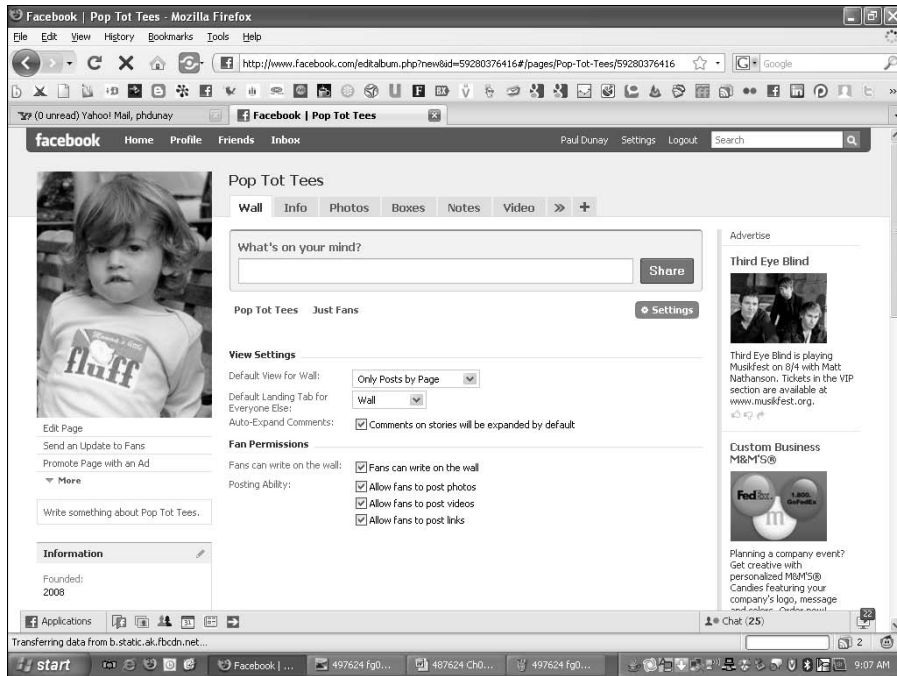 Facebook | Pop Tot Tees - Mozilla Firefox
File Edit View History Bookmarks Tools Help
http://www.facebook.com/editalbum.php?new&id=59280376416#/pages/Pop-Tot-Tees/59280376416
Google
(0 unread) Yahoo! Mail, phdunay
Facebook | Pop Tot Tees
facebook Home Profile Friends Inbox Paul Dunay Settings Logout Search
Pop Tot Tees
Wall Info Photos Boxes Notes Video
What's on your mind?
Share
Pop Tot Tees Just Fans Settings
View Settings
Default View for Wall: Only Posts by Page
Default Landing Tab for Everyone Else: Wall
Auto-Expand Comments: Comments on stories will be expanded by default
Fan Permissions
Fans can write on the wall: Fans can write on the wall
Posting Ability: Allow fans to post photos
Allow fans to post videos
Allow fans to post links
fluff
Edit Page
Send an Update to Fans
Promote Page with an Ad
More
Write something about Pop Tot Tees.
Information
Founded:
2008
Advertise
Third Eye Blind
Third Eye Blind is playing
Musikfest on 8/4 with Matt
Nathanson. Tickets in the VIP
section are available at
www.musikfest.org.
Custom Business
M&M'S®
FedEx
1.800.
GoFedEx
m
Planning a company event?
Get creative with
personalized M&M'S®
Candies featuring your
company's logo, message
and colors. Order now!
Applications
Chat (25)
22
Transferring data from b.static.ak.fbcdn.net...
2
start
Facebook | ...
497624 fg0...
487624 Ch0...
497624 fg0...
9:07 AM